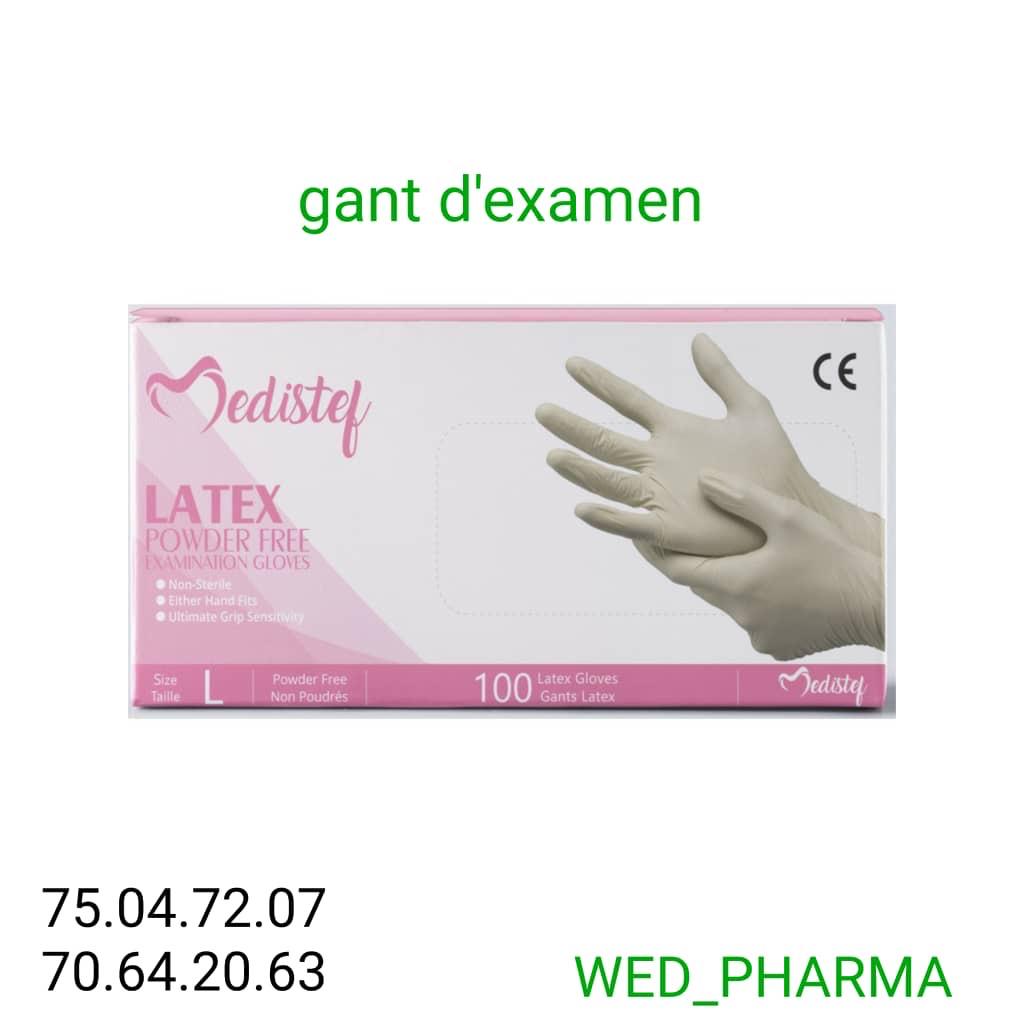 gant d'examen
Medistef
CE
LATEX
POWDER FREE
EXAMINATION GLOVES
Non-Sterile
Either Hand Fits
Ultimate Grip Sensitivity
Size
Taille
L
Powder Free
Non Poudrés
100
Latex Gloves
Gants Latex
Medistef
75.04.72.07
70.64.20.63
WED_PHARMA